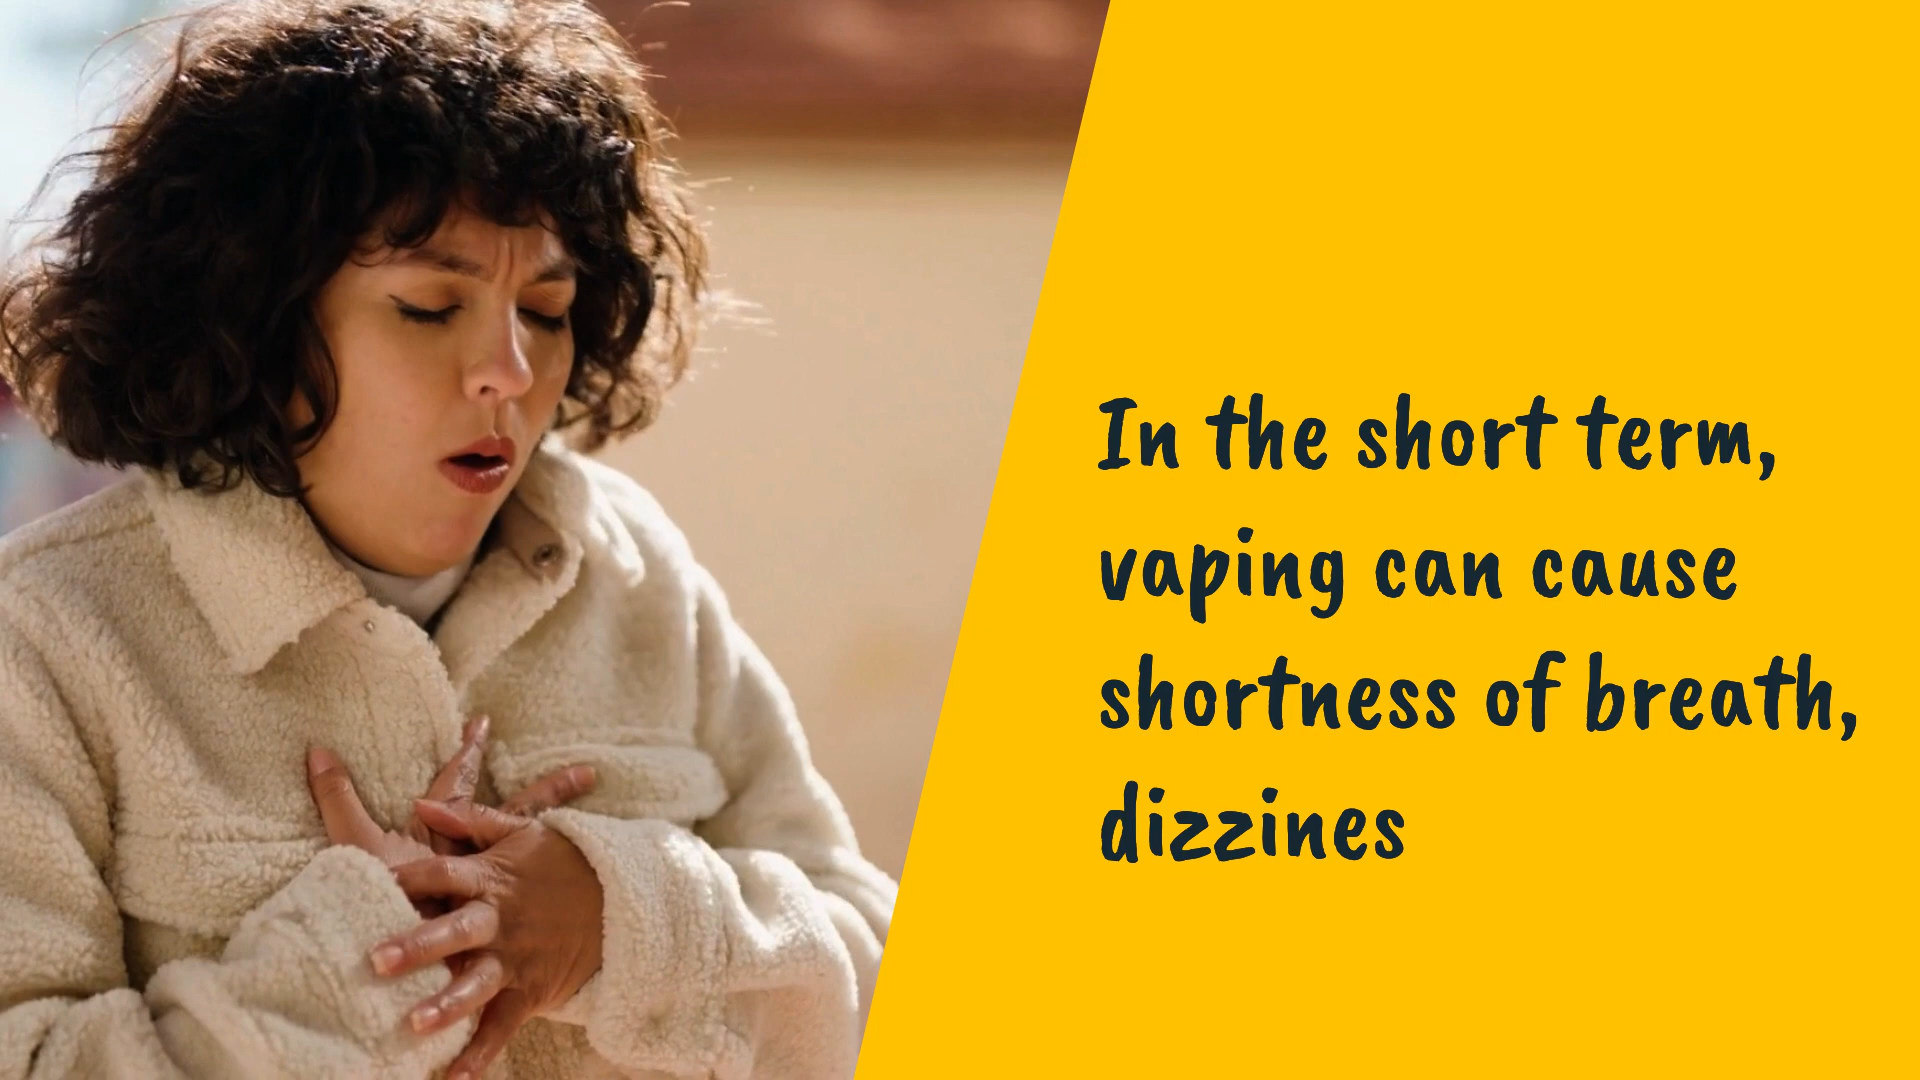 In the short term,
vaping can cause
shortness of breath,
dizzines